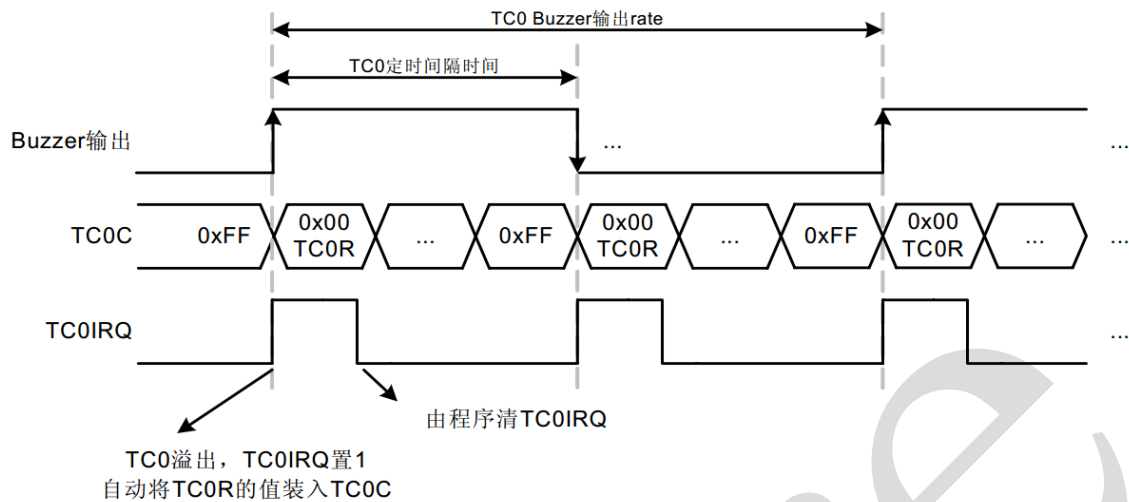 TC0 Buzzer输出rate
TC0定时间隔时间
Buzzer输出
...
...
TC0C
0xFF
0x00
TC0R
...
0xFF
0x00
TC0R
...
0xFF
0x00
TC0R
...
...
TC0IRQ
...
由程序清TC0IRQ
TC0溢出，TC0IRQ置1
自动将TC0R的值装入TC0C